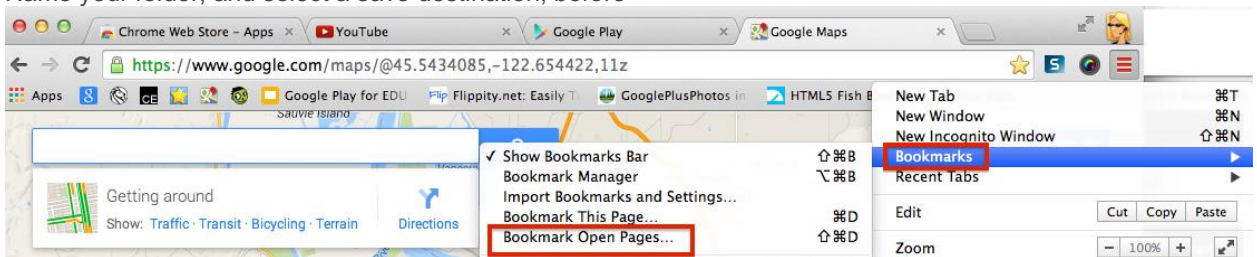 Chrome Web Store – Apps YouTube Google Play Google Maps
https://www.google.com/maps/@45.5434085,-122.654422,11z
Apps CE Google Play for EDU Flip Flippity.net: Easily T GooglePlusPhotos in HTML5 Fish B
Sauvie Island
Getting around
Show: Traffic · Transit · Bicycling · Terrain
Directions
✓ Show Bookmarks Bar ⇧⌘B
Bookmark Manager ⌥⌘B
Import Bookmarks and Settings...
Bookmark This Page... ⌘D
Bookmark Open Pages... ⇧⌘D
New Tab ⌘T
New Window ⌘N
New Incognito Window ⇧⌘N
Bookmarks
Recent Tabs
Edit Cut Copy Paste
Zoom – 100% +